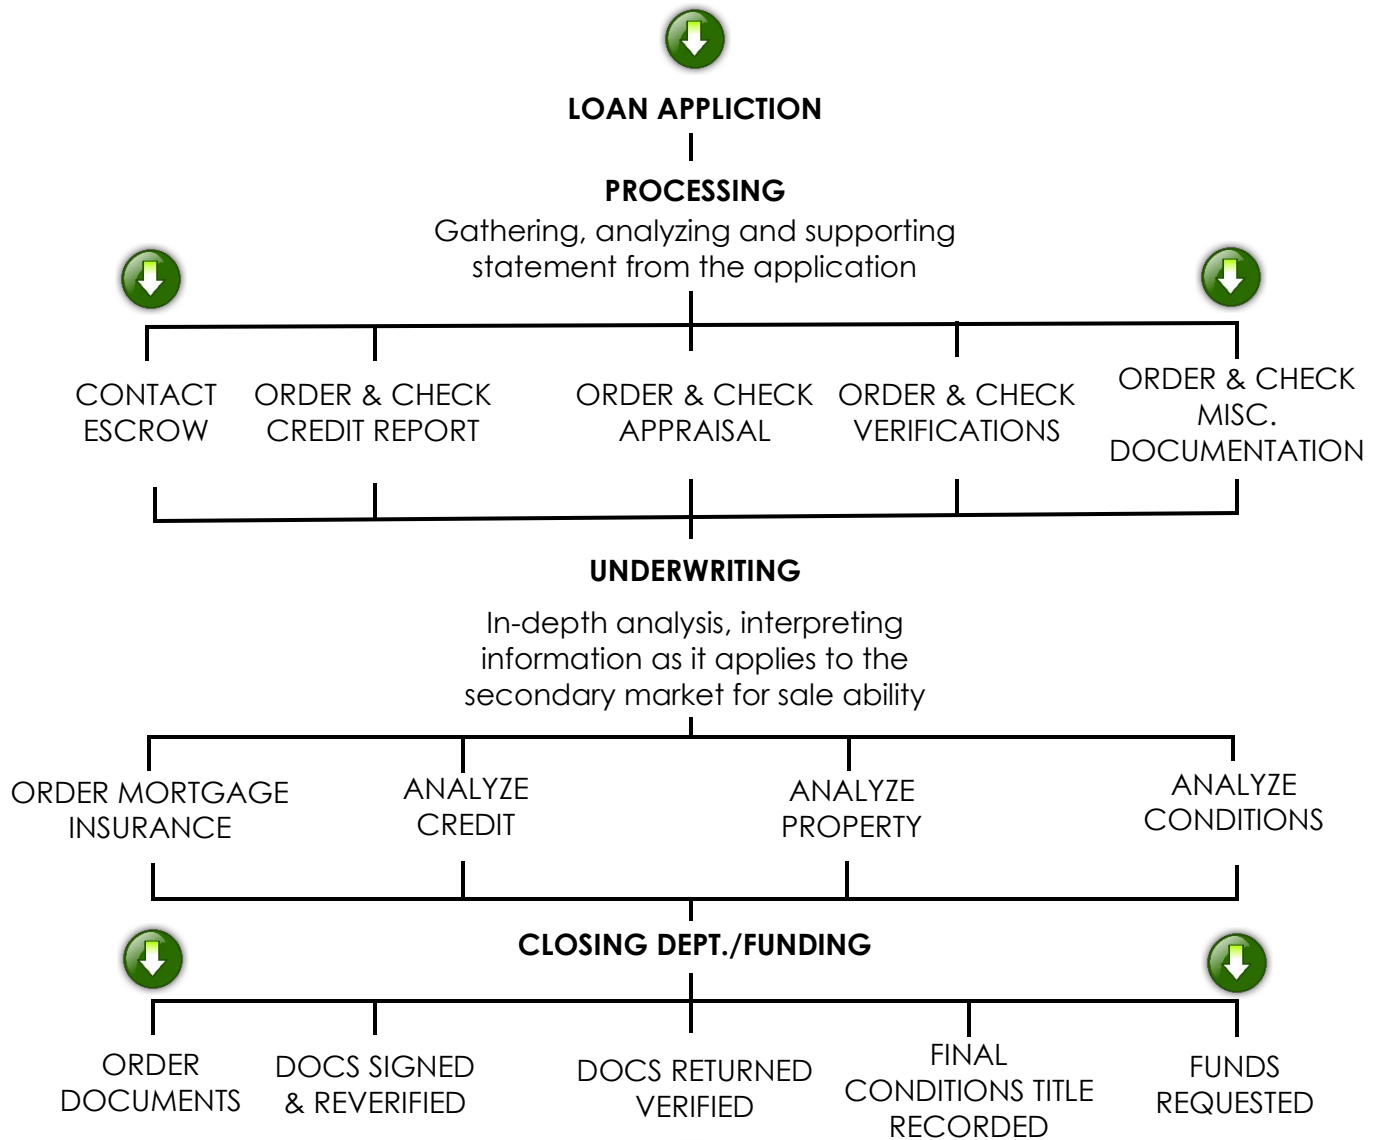 LOAN APPLICTION
PROCESSING
Gathering, analyzing and supporting
statement from the application
CONTACT
ESCROW
ORDER & CHECK
CREDIT REPORT
ORDER & CHECK
APPRAISAL
ORDER & CHECK
VERIFICATIONS
ORDER & CHECK
MISC.
DOCUMENTATION
UNDERWRITING
In-depth analysis, interpreting
information as it applies to the
secondary market for sale ability
ORDER MORTGAGE
INSURANCE
ANALYZE
CREDIT
ANALYZE
PROPERTY
ANALYZE
CONDITIONS
CLOSING DEPT./FUNDING
ORDER
DOCUMENTS
DOCS SIGNED
& REVERIFIED
DOCS RETURNED
VERIFIED
FINAL
CONDITIONS TITLE
RECORDED
FUNDS
REQUESTED